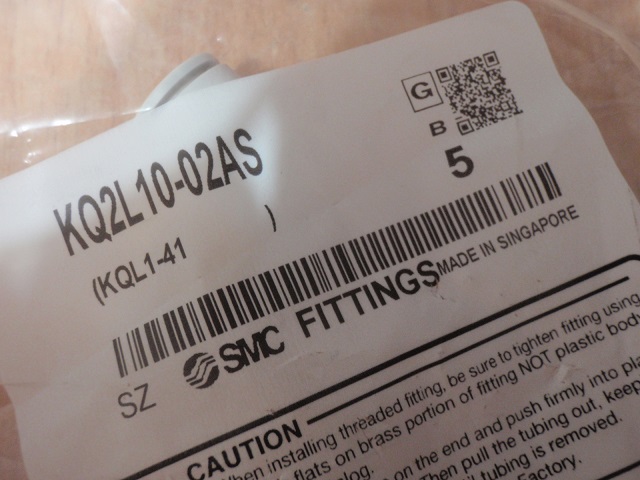 G
B
5
KQ2L10-02AS
(KQL1-41 )
MADE IN SINGAPORE
SZ SMC FITTINGS
CAUTION
When installing threaded fitting, be sure to tighten fitting using
flats on brass portion of fitting NOT plastic body
on the end and push firmly into
Then pull the tubing out, keep
tubing is removed.
Factory.